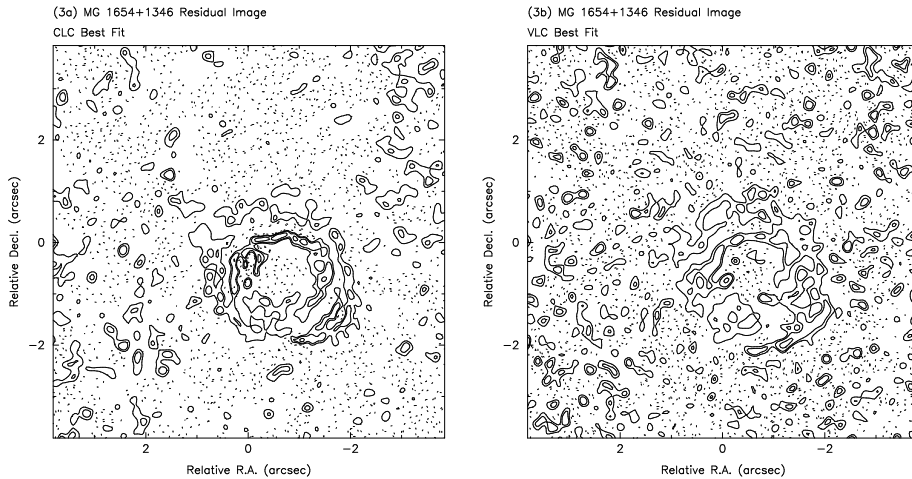 (3a) MG 1654+1346 Residual Image
CLC Best Fit
2
0
−2
Relative Decl. (arcsec)
2
0
−2
Relative R.A. (arcsec)
(3b) MG 1654+1346 Residual Image
VLC Best Fit
2
0
−2
Relative Decl. (arcsec)
2
0
−2
Relative R.A. (arcsec)